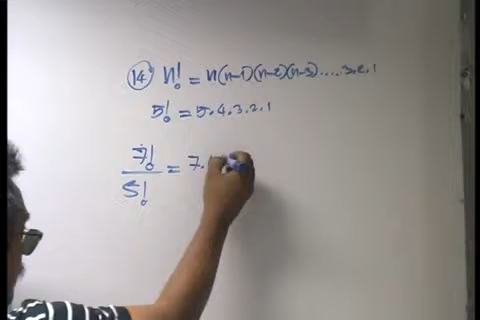 14 n! = n(n-1)(n-2)(n-3)....3.2.1
5! = 5.4.3.2.1
7!/5! = 7.